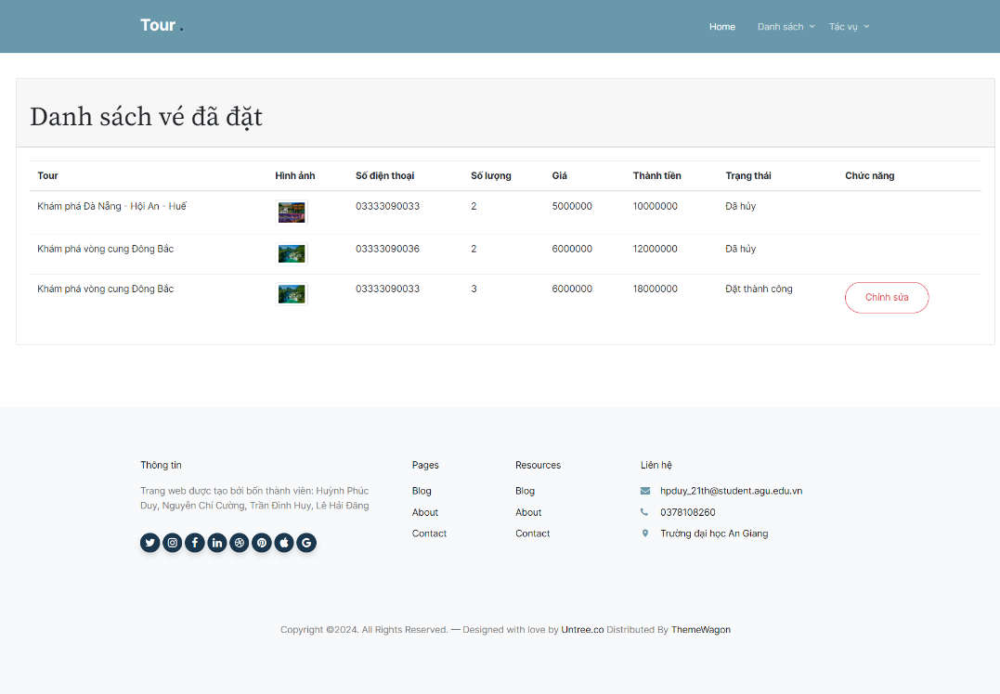 Tour .
Home Danh sách Tác vụ
Danh sách vé đã đặt
Tour Hình ảnh Số điện thoại Số lượng Giá Thành tiền Trạng thái Chức năng
Khám phá Đà Nẵng - Hội An - Huế 03333090033 2 5000000 10000000 Đã hủy
Khám phá vòng cung Đông Bắc 03333090036 2 6000000 12000000 Đã hủy
Khám phá vòng cung Đông Bắc 03333090033 3 6000000 18000000 Đặt thành công Chỉnh sửa
Thông tin
Trang web được tạo bởi bốn thành viên: Huỳnh Phúc
Duy, Nguyễn Chí Cường, Trần Đình Huy, Lê Hải Đăng
Pages
Blog
About
Contact
Resources
Blog
About
Contact
Liên hệ
hpduy_21th@student.agu.edu.vn
0378108260
Trường đại học An Giang
Copyright ©2024. All Rights Reserved. — Designed with love by Untree.co Distributed By ThemeWagon